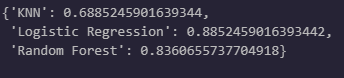 {'KNN': 0.6885245901639344,
 'Logistic Regression': 0.8852459016393442,
 'Random Forest': 0.8360655737704918}